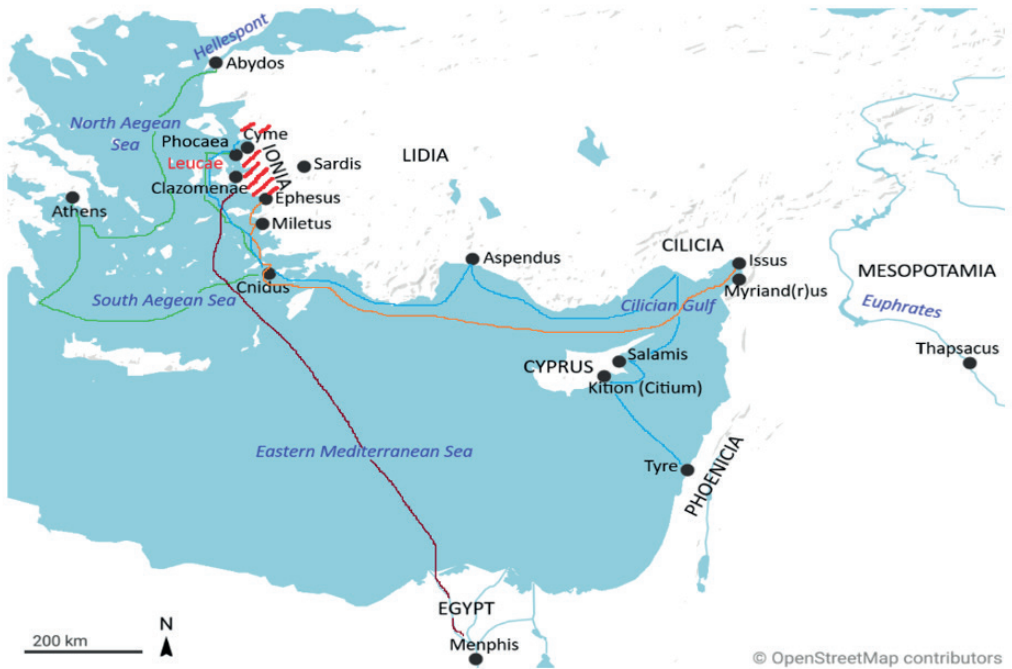 Hellespont
Abydos
North Aegean
Sea
Cyme
Phocaea
IONIA
LIDIA
Leucae
Sardis
Clazomenae
Ephesus
Athens
Miletus
CILICIA
Aspendus
Issus
MESOPOTAMIA
Cnidus
Myriand(r)us
South Aegean Sea
Cilician Gulf
Euphrates
Thapsacus
Salamis
CYPRUS
Kition (Citium)
Eastern Mediterranean Sea
Tyre
PHOENICIA
EGYPT
N
200 km
Memphis
© OpenStreetMap contributors